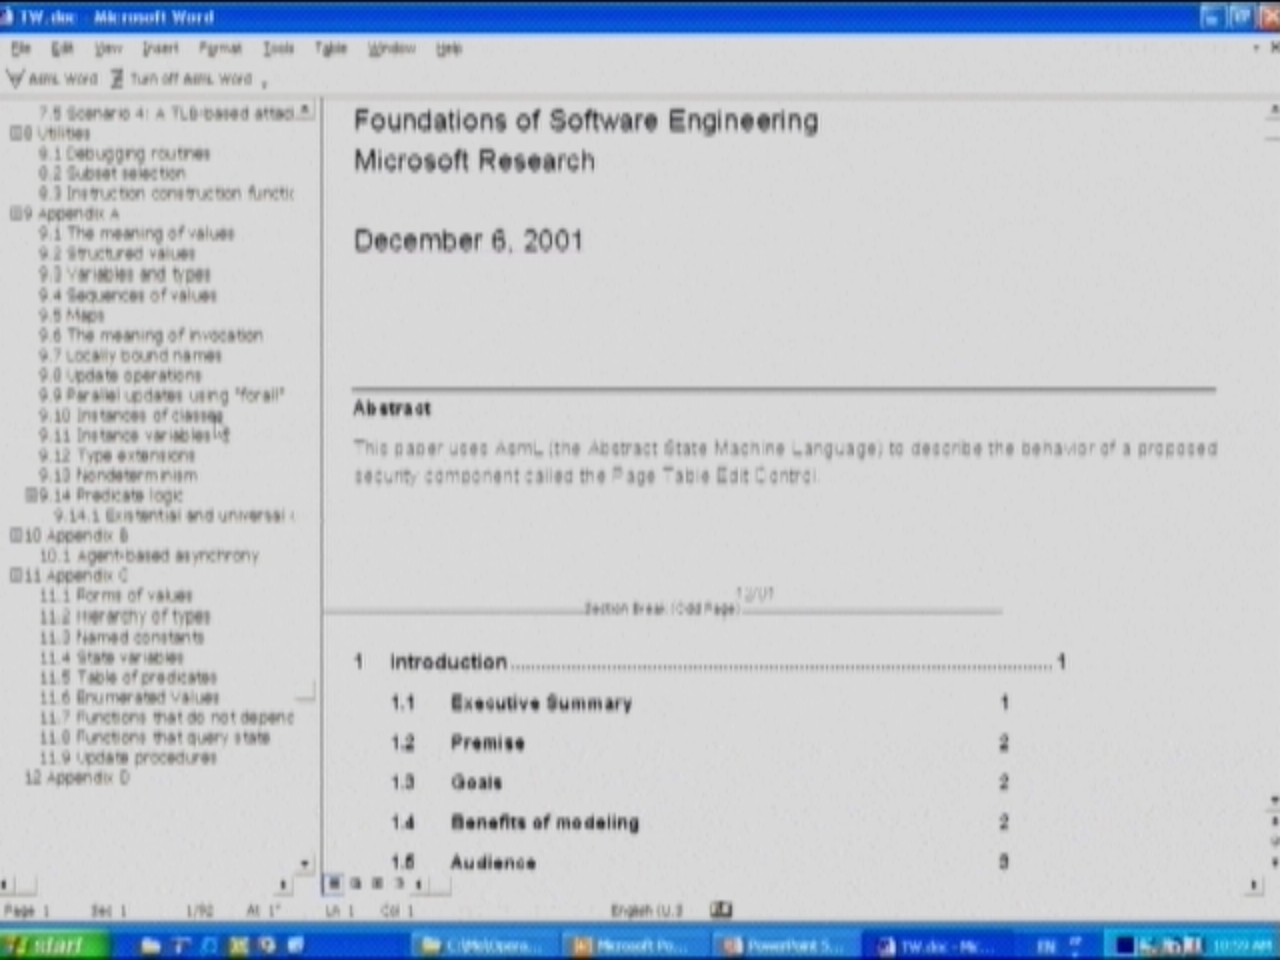 TW.doc - Microsoft Word
File Edit View Insert Format Tools Table Window Help
AsmL Word Turn off AsmL Word
7.5 Scenario 4: A TLB-based attac
8 Utilities
8.1 Debugging routines
8.2 Subset selection
8.3 Instruction construction functic
9 Appendix A
9.1 The meaning of values
9.2 Structured values
9.3 Variables and types
9.4 Sequences of values
9.5 Maps
9.6 The meaning of invocation
9.7 Locally bound names
9.8 Update operations
9.9 Parallel updates using "forall"
9.10 Instances of classes
9.11 Instance variables
9.12 Type extensions
9.13 Nondeterminism
9.14 Predicate logic
9.14.1 Existential and universal
10 Appendix B
10.1 Agent-based asynchrony
11 Appendix C
11.1 Forms of values
11.2 Hierarchy of types
11.3 Named constants
11.4 State variables
11.5 Table of predicates
11.6 Enumerated Values
11.7 Functions that do not depend
11.8 Functions that query state
11.9 Update procedures
12 Appendix D
Foundations of Software Engineering
Microsoft Research
December 6, 2001
Abstract
This paper uses AsmL (the Abstract State Machine Language) to describe the behavior of a proposed
security component called the Page Table Edit Control.
12/01
Section Break (Odd Page)
1 Introduction 1
1.1 Executive Summary 1
1.2 Premise 2
1.3 Goals 2
1.4 Benefits of modeling 2
1.5 Audience 3
Page 1 Sec 1 1/92 At 1" Ln 1 Col 1 English (U.S
start Microsoft Po... PowerPoint S... TW.doc - Mic... EN 10:59 AM